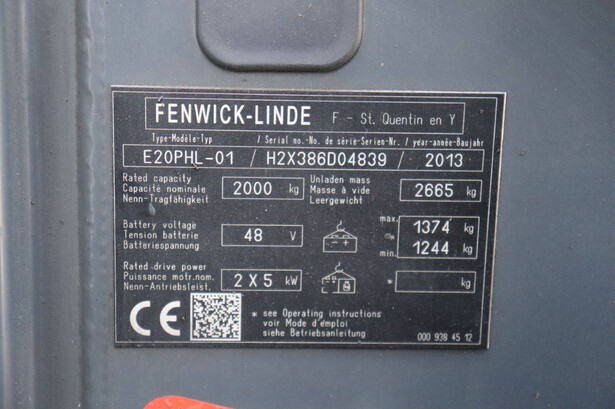 FENWICK-LINDE F - St. Quentin en Y
Type-Modèle-Typ / Serial no.-No. de série-Serien-Nr. / year-année-Baujahr
E20PHL-01 / H2X386D04839 / 2013
Rated capacity
Capacité nominale
Nenn-Tragfähigkeit
2000 kg
Unladen mass
Masse à vide
Leergewicht
2665 kg
Battery voltage
Tension batterie
Batteriespannung
48 V
- +
max. 1374 kg
min. 1244 kg
Rated drive power
Puissance motr.nom.
Nenn-Antriebsleist.
2 X 5 kW
* kg
CE
* see Operating instructions
voir Mode d'emploi
siehe Betriebsanleitung
000 938 45 12